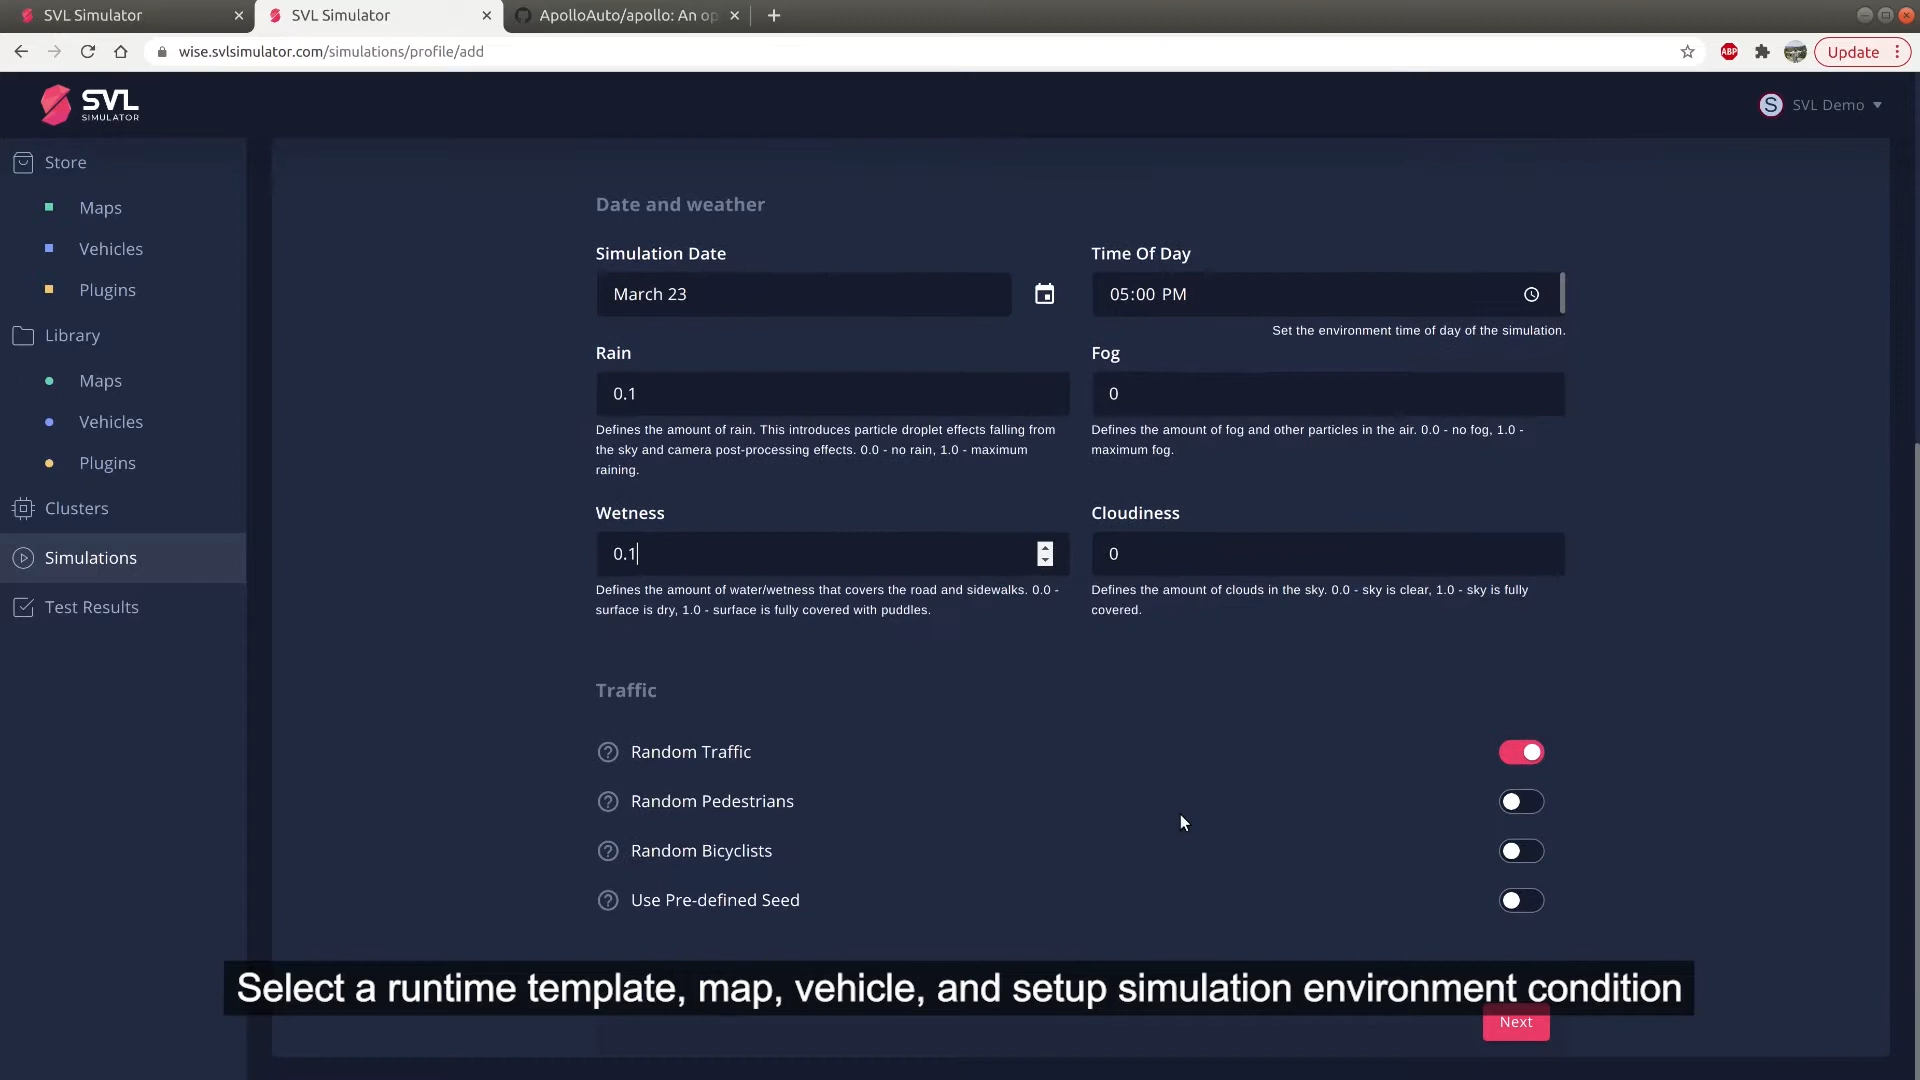 SVL Simulator
SVL Simulator
ApolloAuto/apollo: An op
wise.svlsimulator.com/simulations/profile/add
ABP
Update
SVL
SIMULATOR
S
SVL Demo
Store
Maps
Vehicles
Plugins
Library
Maps
Vehicles
Plugins
Clusters
Simulations
Test Results
Date and weather
Simulation Date
March 23
Time Of Day
05:00 PM
Set the environment time of day of the simulation.
Rain
0.1
Defines the amount of rain. This introduces particle droplet effects falling from
the sky and camera post-processing effects. 0.0 - no rain, 1.0 - maximum
raining.
Fog
0
Defines the amount of fog and other particles in the air. 0.0 - no fog, 1.0 -
maximum fog.
Wetness
0.1
Defines the amount of water/wetness that covers the road and sidewalks. 0.0 -
surface is dry, 1.0 - surface is fully covered with puddles.
Cloudiness
0
Defines the amount of clouds in the sky. 0.0 - sky is clear, 1.0 - sky is fully
covered.
Traffic
Random Traffic
Random Pedestrians
Random Bicyclists
Use Pre-defined Seed
Select a runtime template, map, vehicle, and setup simulation environment condition
Next